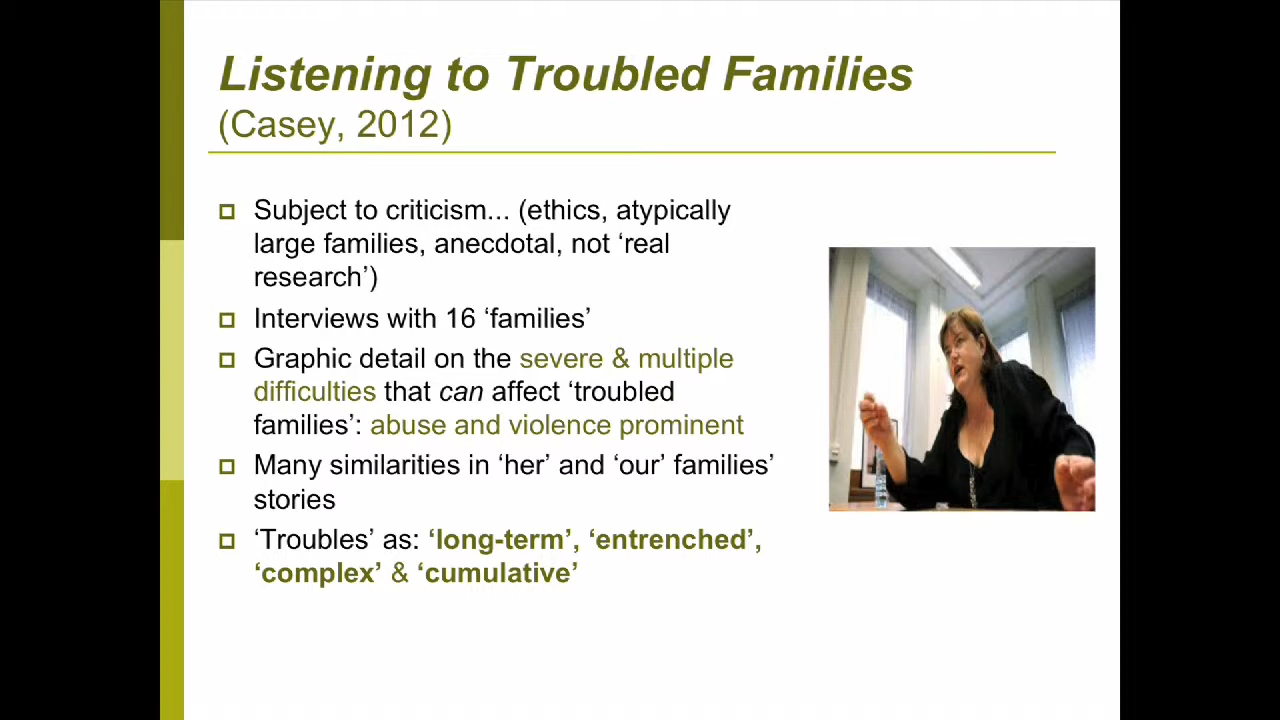 Listening to Troubled Families
(Casey, 2012)
Subject to criticism... (ethics, atypically
large families, anecdotal, not ‘real
research’)
Interviews with 16 ‘families’
Graphic detail on the severe & multiple
difficulties that can affect ‘troubled
families’: abuse and violence prominent
Many similarities in ‘her’ and ‘our’ families’
stories
‘Troubles’ as: ‘long-term’, ‘entrenched’,
‘complex’ & ‘cumulative’